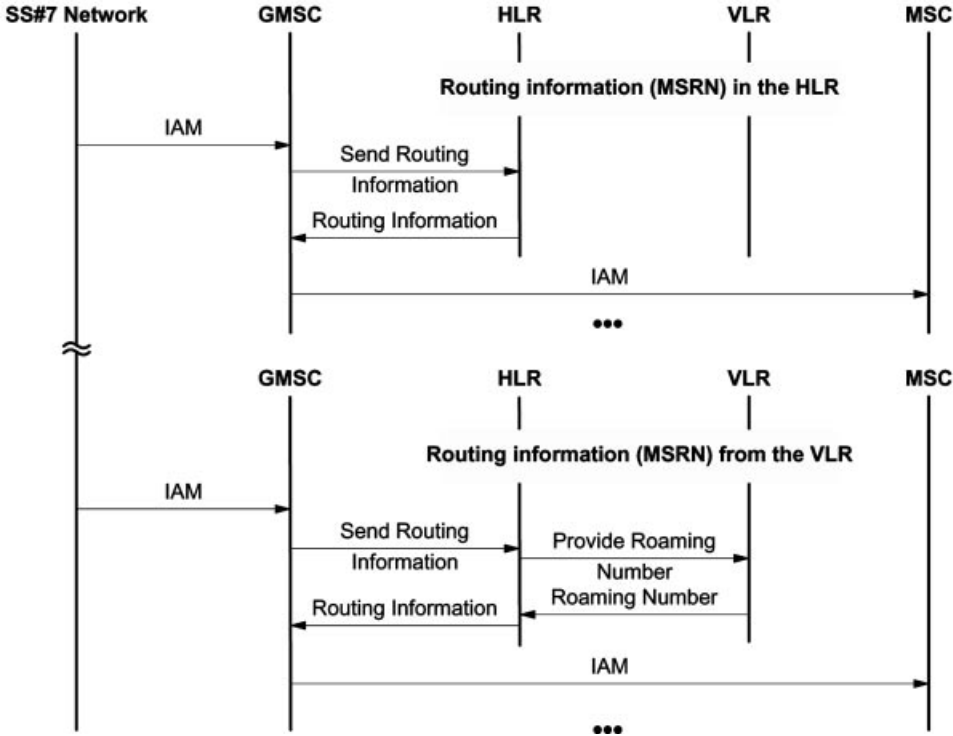 SS#7 Network GMSC HLR VLR MSC
Routing information (MSRN) in the HLR
IAM
Send Routing
Information
Routing Information
IAM
•••
GMSC HLR VLR MSC
Routing information (MSRN) from the VLR
IAM
Send Routing
Information
Provide Roaming
Number
Roaming Number
Routing Information
IAM
•••